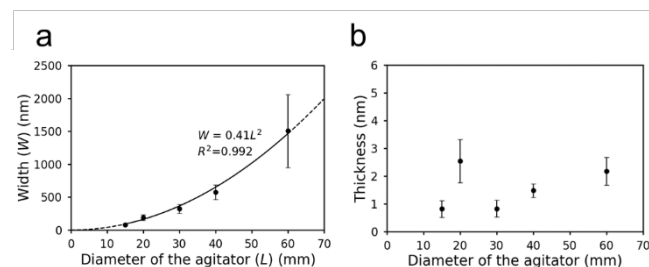 a
b
2500
2000
1500
1000
500
0
Width (W) (nm)
W = 0.41L²
R²=0.992
0 10 20 30 40 50 60 70
Diameter of the agitator (L) (mm)
6
5
4
3
2
1
0
Thickness (nm)
0 10 20 30 40 50 60 70
Diameter of the agitator (mm)